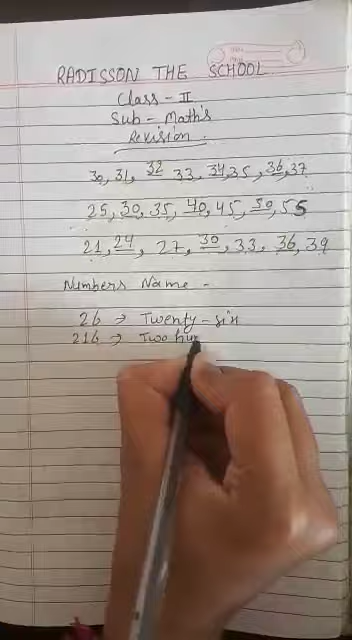 RADISSON THE SCHOOL
Class - II
Sub - Math's
Revision.
30, 31, 32 33, 34, 35, 36, 37
25, 30, 35, 40, 45, 50, 55
21, 24, 27, 30, 33, 36, 39
Numbers Name -
26 → Twenty - six
216 → Two hu